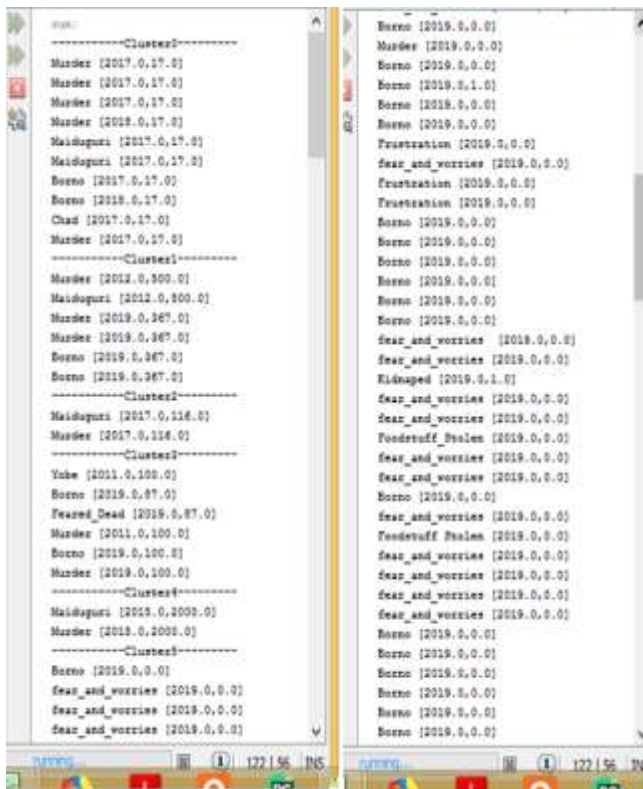 run:
-----------Cluster0---------
Murder [2017.0,17.0]
Murder [2017.0,17.0]
Murder [2017.0,17.0]
Murder [2018.0,17.0]
Maiduguri [2017.0,17.0]
Maiduguri [2017.0,17.0]
Borno [2017.0,17.0]
Borno [2018.0,17.0]
Chad [2017.0,17.0]
Murder [2017.0,17.0]
-----------Cluster1---------
Murder [2012.0,500.0]
Maiduguri [2012.0,500.0]
Murder [2019.0,367.0]
Murder [2019.0,367.0]
Borno [2019.0,367.0]
Borno [2019.0,367.0]
-----------Cluster2---------
Maiduguri [2017.0,116.0]
Murder [2017.0,116.0]
-----------Cluster3---------
Yobe [2011.0,100.0]
Borno [2019.0,87.0]
Feared_Dead [2019.0,87.0]
Murder [2011.0,100.0]
Borno [2019.0,100.0]
Murder [2019.0,100.0]
-----------Cluster4---------
Maiduguri [2015.0,2000.0]
Murder [2015.0,2000.0]
-----------Cluster5---------
Borno [2019.0,0.0]
fear_and_worries [2019.0,0.0]
fear_and_worries [2019.0,0.0]
fear_and_worries [2019.0,0.0]
running...
122 | 56 INS
Borno [2019.0,0.0]
Murder [2019.0,0.0]
Borno [2019.0,0.0]
Borno [2019.0,1.0]
Borno [2019.0,0.0]
Borno [2019.0,0.0]
Frustration [2019.0,0.0]
fear_and_worries [2019.0,0.0]
Frustration [2019.0,0.0]
Frustration [2019.0,0.0]
Borno [2019.0,0.0]
Borno [2019.0,0.0]
Borno [2019.0,0.0]
Borno [2019.0,0.0]
Borno [2019.0,0.0]
Borno [2019.0,0.0]
fear_and_worries [2019.0,0.0]
fear_and_worries [2019.0,0.0]
Kidnaped [2019.0,1.0]
fear_and_worries [2019.0,0.0]
fear_and_worries [2019.0,0.0]
Foodstuff_Stolen [2019.0,0.0]
fear_and_worries [2019.0,0.0]
fear_and_worries [2019.0,0.0]
Borno [2019.0,0.0]
fear_and_worries [2019.0,0.0]
Foodstuff Stolen [2019.0,0.0]
fear_and_worries [2019.0,0.0]
fear_and_worries [2019.0,0.0]
fear_and_worries [2019.0,0.0]
fear_and_worries [2019.0,0.0]
Borno [2019.0,0.0]
Borno [2019.0,0.0]
Borno [2019.0,0.0]
Borno [2019.0,0.0]
Borno [2019.0,0.0]
Borno [2019.0,0.0]
running...
122 | 56